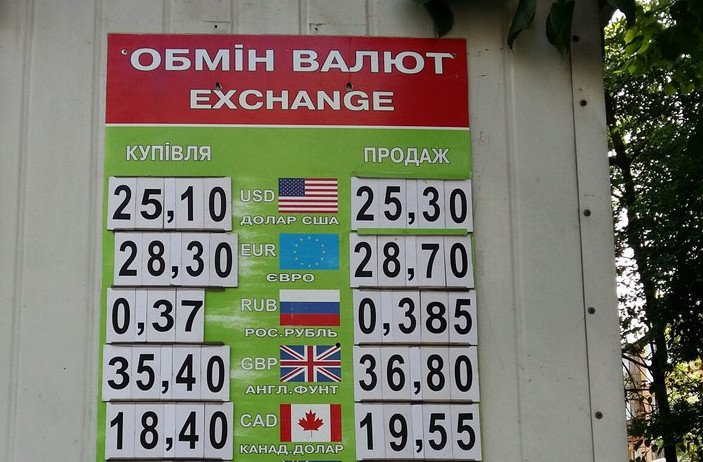 ОБМІН ВАЛЮТ
EXCHANGE
КУПІВЛЯ ПРОДАЖ
25,10 USD 25,30
ДОЛАР США
28,30 EUR 28,70
ЄВРО
0,37 RUB 0,385
РОС.РУБЛЬ
35,40 GBP 36,80
АНГЛ.ФУНТ
18,40 CAD 19,55
КАНАД.ДОЛАР